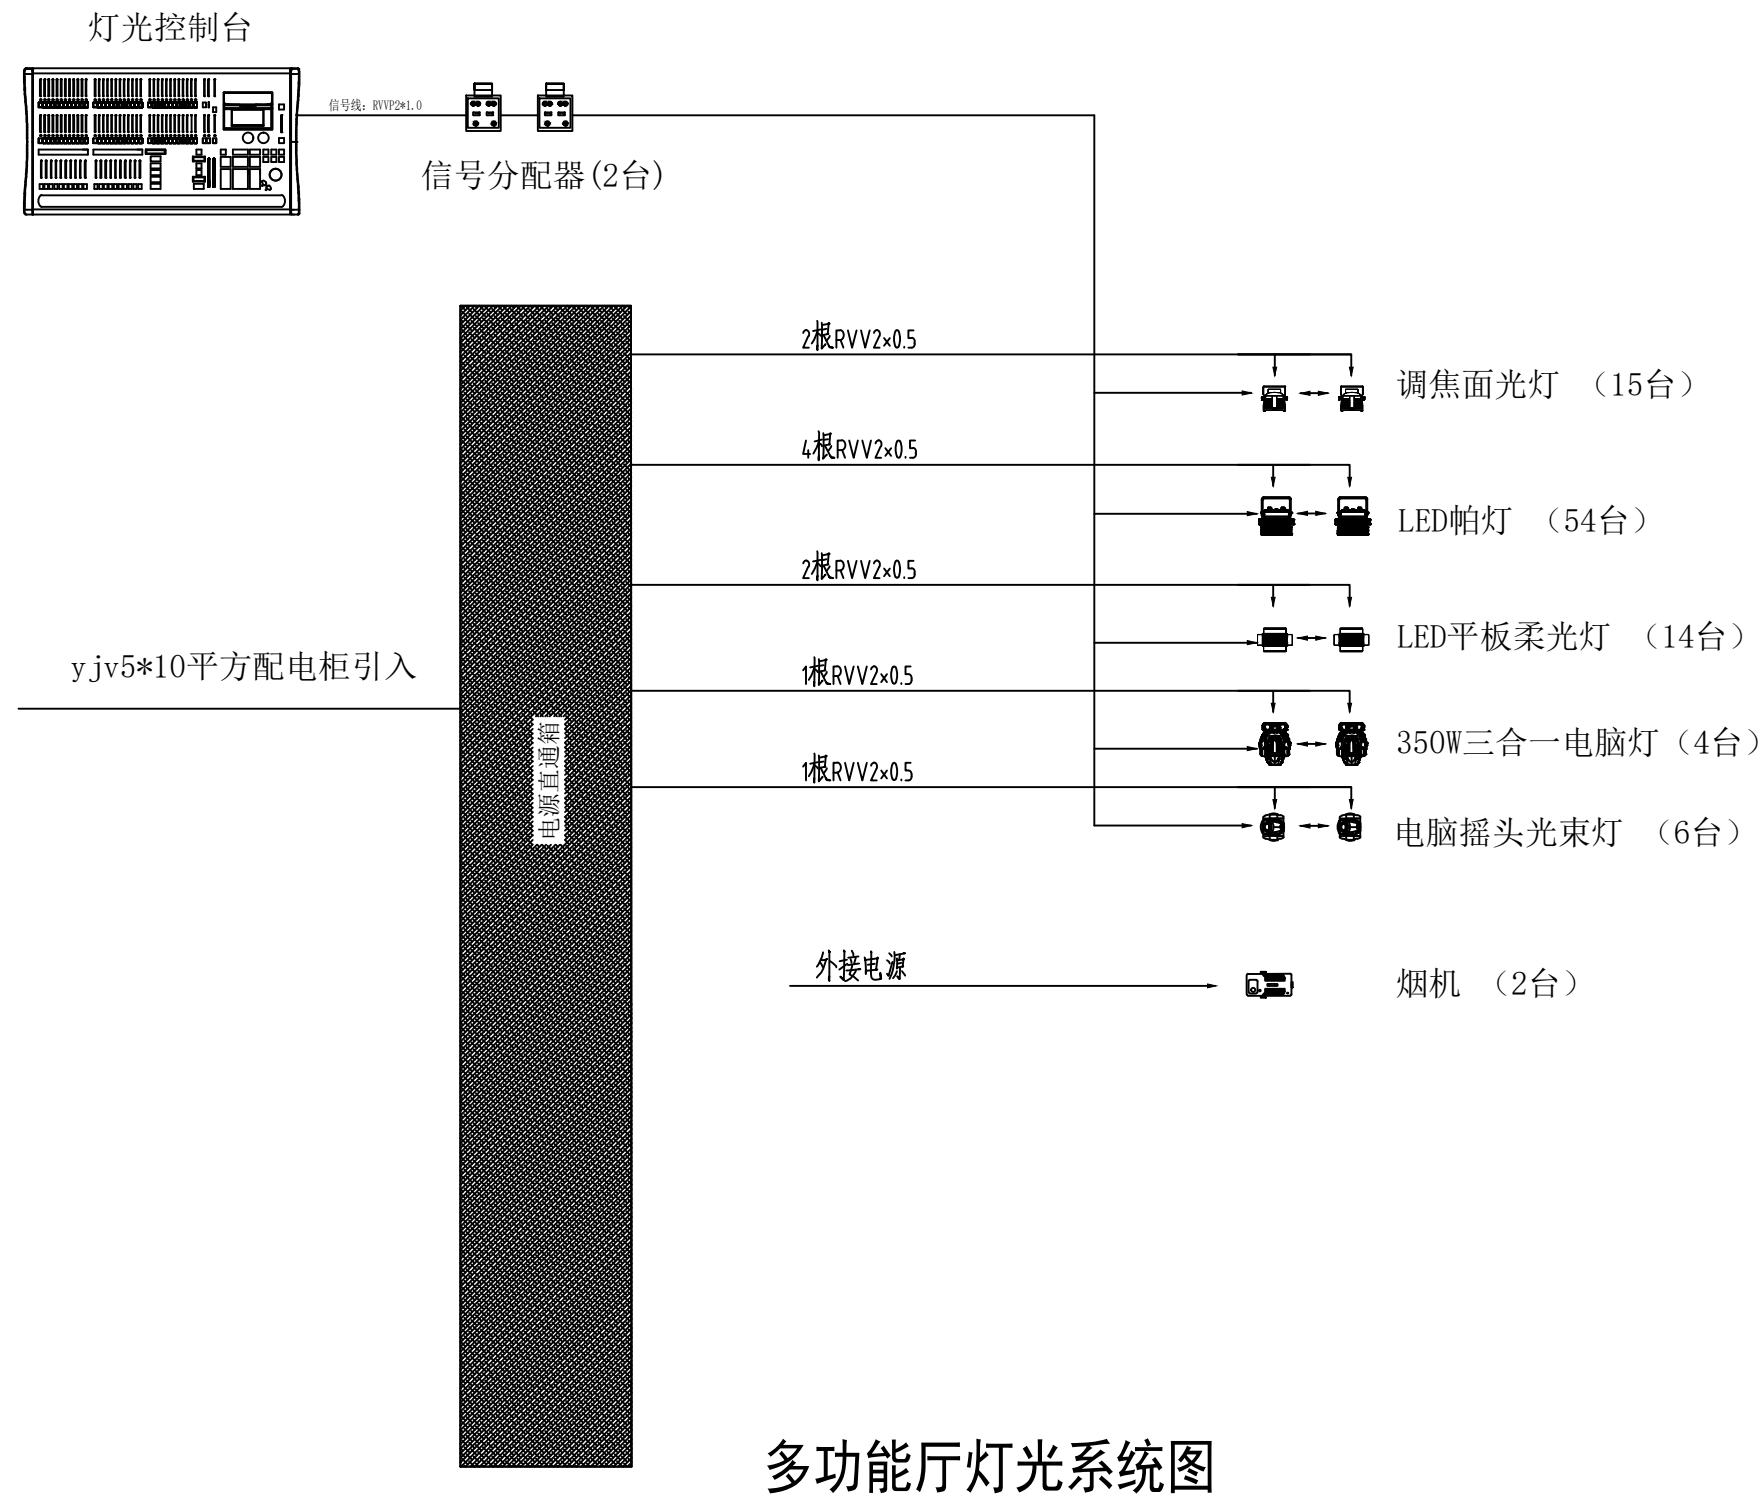 灯光控制台
信号线：RVVP2*1.0
信号分配器(2台)
2根RVV2×0.5
调焦面光灯 （15台）
4根RVV2×0.5
LED帕灯 （54台）
2根RVV2×0.5
LED平板柔光灯 （14台）
yjv5*10平方配电柜引入
1根RVV2×0.5
350W三合一电脑灯（4台）
电源直通箱
1根RVV2×0.5
电脑摇头光束灯 （6台）
外接电源
烟机 （2台）
多功能厅灯光系统图